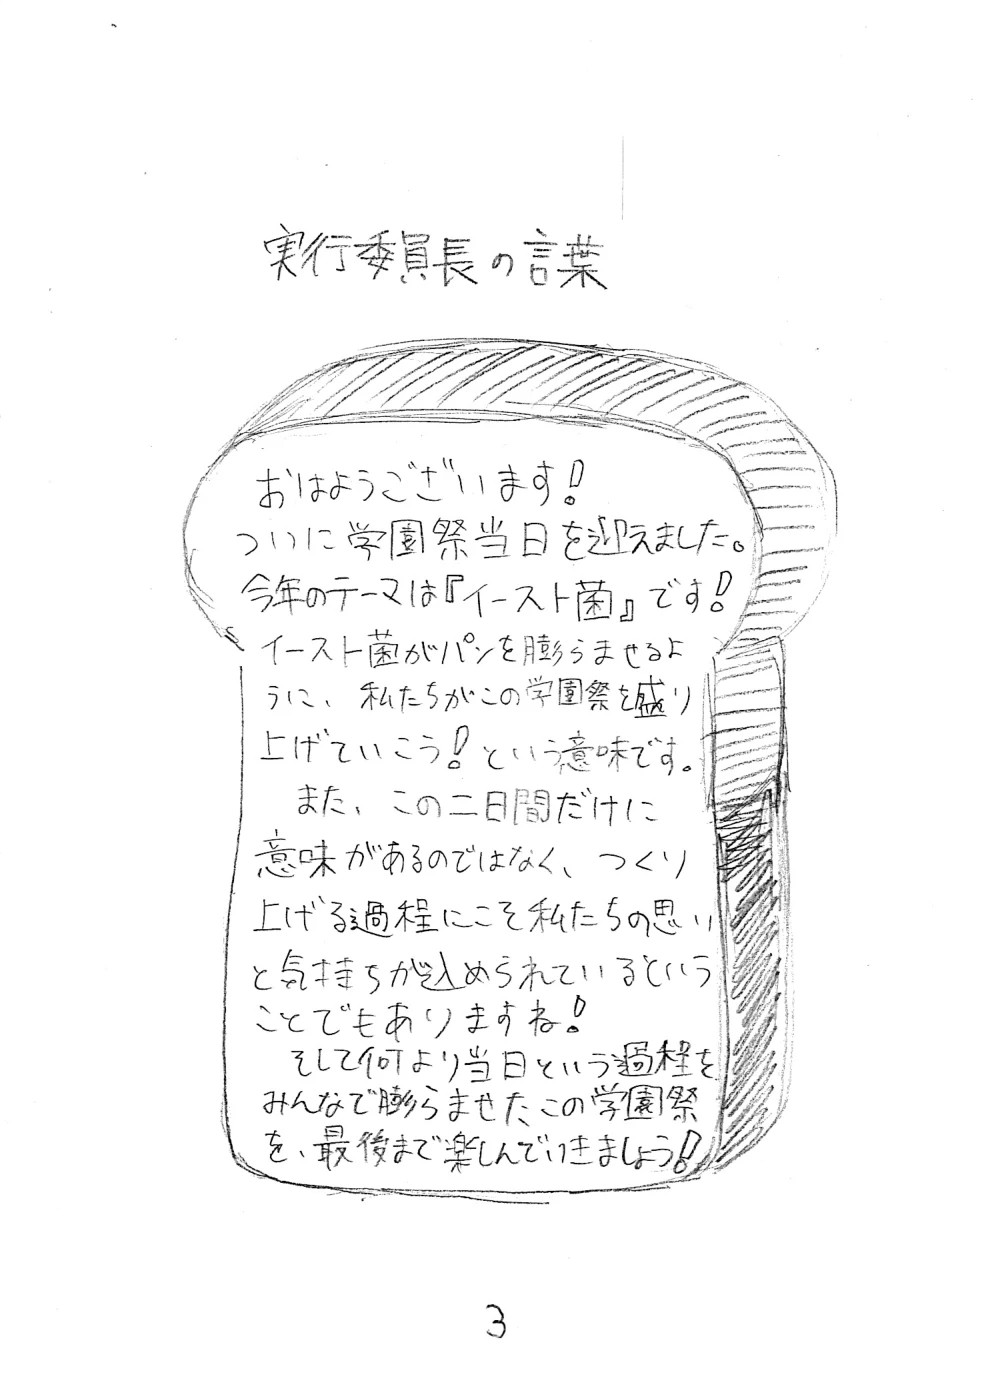 実行委員長の言葉
おはようございます!
ついに学園祭当日を迎えました。
今年のテーマは『イースト菌』です!
イースト菌がパンを膨らませるよ
うに、私たちがこの学園祭を盛り
上げていこう!という意味です。
また、この二日間だけに
意味があるのではなく、つくり
上げる過程にこそ私たちの思い
と気持ちが込められているという
ことでもありますね!
そして何より当日という過程を
みんなで膨らませた、この学園祭
を、最後まで楽しんでいきましょう!
3